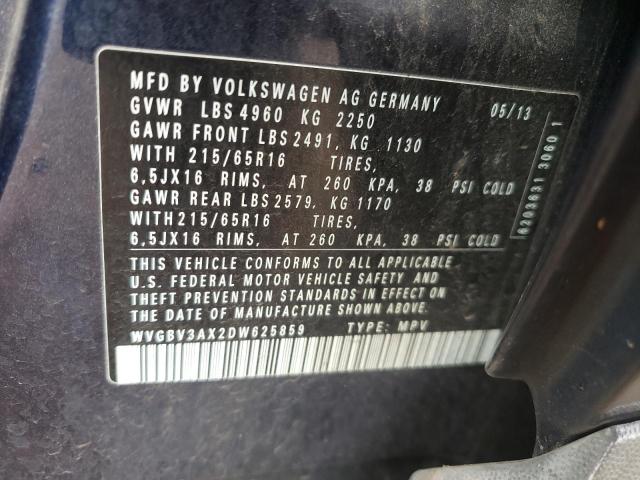 MFD BY VOLKSWAGEN AG GERMANY 05/13
GVWR LBS 4960 KG 2250
GAWR FRONT LBS 2491, KG 1130
WITH 215/65R16 TIRES,
6,5JX16 RIMS, AT 260 KPA, 38 PSI COLD
GAWR REAR LBS 2579, KG 1170
WITH 215/65R16 TIRES,
6,5JX16 RIMS, AT 260 KPA, 38 PSI COLD
THIS VEHICLE CONFORMS TO ALL APPLICABLE
U.S. FEDERAL MOTOR VEHICLE SAFETY AND
THEFT PREVENTION STANDARDS IN EFFECT ON
THE DATE OF MANUFACTURE SHOWN ABOVE.
WVGBV3AX2DW625859 TYPE: MPV
6203631 3060 1